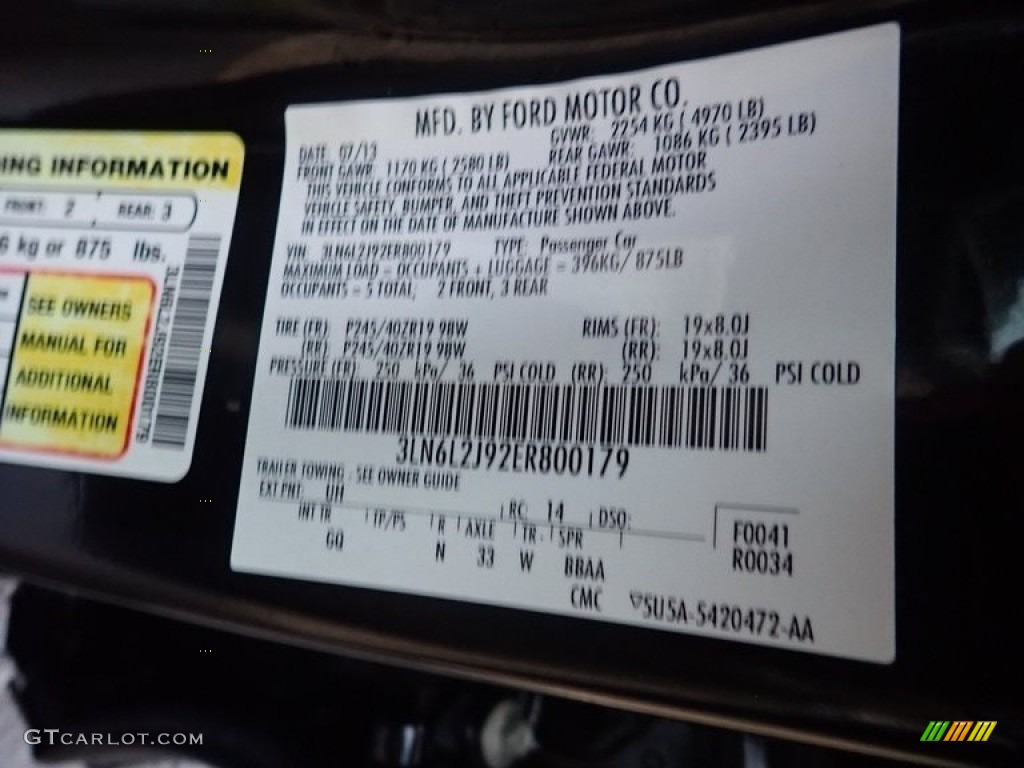 NING INFORMATION
FRONT: 2 REAR: 3
6 kg or 875 lbs.
SEE OWNERS
MANUAL FOR
ADDITIONAL
INFORMATION
3LN6L2J92ER800179
MFD. BY FORD MOTOR CO.
DATE: 07/13 GVWR: 2254 KG ( 4970 LB)
FRONT GAWR: 1170 KG ( 2580 LB) REAR GAWR: 1086 KG ( 2395 LB)
THIS VEHICLE CONFORMS TO ALL APPLICABLE FEDERAL MOTOR
VEHICLE SAFETY, BUMPER, AND THEFT PREVENTION STANDARDS
IN EFFECT ON THE DATE OF MANUFACTURE SHOWN ABOVE.
VIN: 3LN6L2J92ER800179 TYPE: Passenger Car
MAXIMUM LOAD = OCCUPANTS + LUGGAGE = 396KG/ 875LB
OCCUPANTS = 5 TOTAL, 2 FRONT, 3 REAR
TIRE (FR) P245/40ZR19 98W RIMS (FR): 19x8.0J
(RR) P245/40ZR19 98W (RR): 19x8.0J
PRESSURE (FR) 250 kPa/ 36 PSI COLD (RR): 250 kPa/ 36 PSI COLD
3LN6L2J92ER800179
TRAILER TOWING - SEE OWNER GUIDE
EXT PNT: UH RC: 14 DSO:
INT TR TP/PS R AXLE TR SPR
GQ N 33 W BBAA
F0041
R0034
CMC ▽5U5A-5420472-AA
GTCARLOT.COM